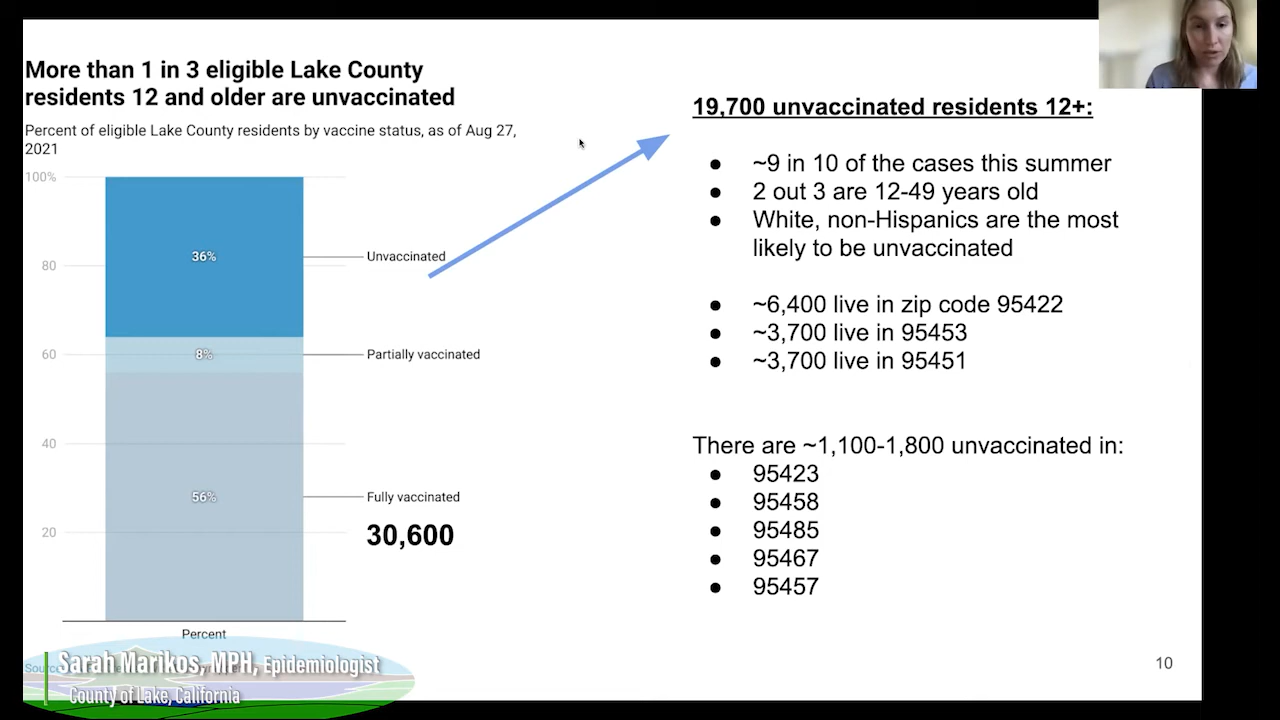 More than 1 in 3 eligible Lake County
residents 12 and older are unvaccinated
Percent of eligible Lake County residents by vaccine status, as of Aug 27,
2021
100%
36%
80
Unvaccinated
60
8%
Partially vaccinated
40
56%
Fully vaccinated
30,600
20
Percent
19,700 unvaccinated residents 12+:
● ~9 in 10 of the cases this summer
● 2 out 3 are 12-49 years old
● White, non-Hispanics are the most
likely to be unvaccinated
● ~6,400 live in zip code 95422
● ~3,700 live in 95453
● ~3,700 live in 95451
There are ~1,100-1,800 unvaccinated in:
● 95423
● 95458
● 95485
● 95467
● 95457
Sarah Marikos, MPH, Epidemiologist
County of Lake, California
10